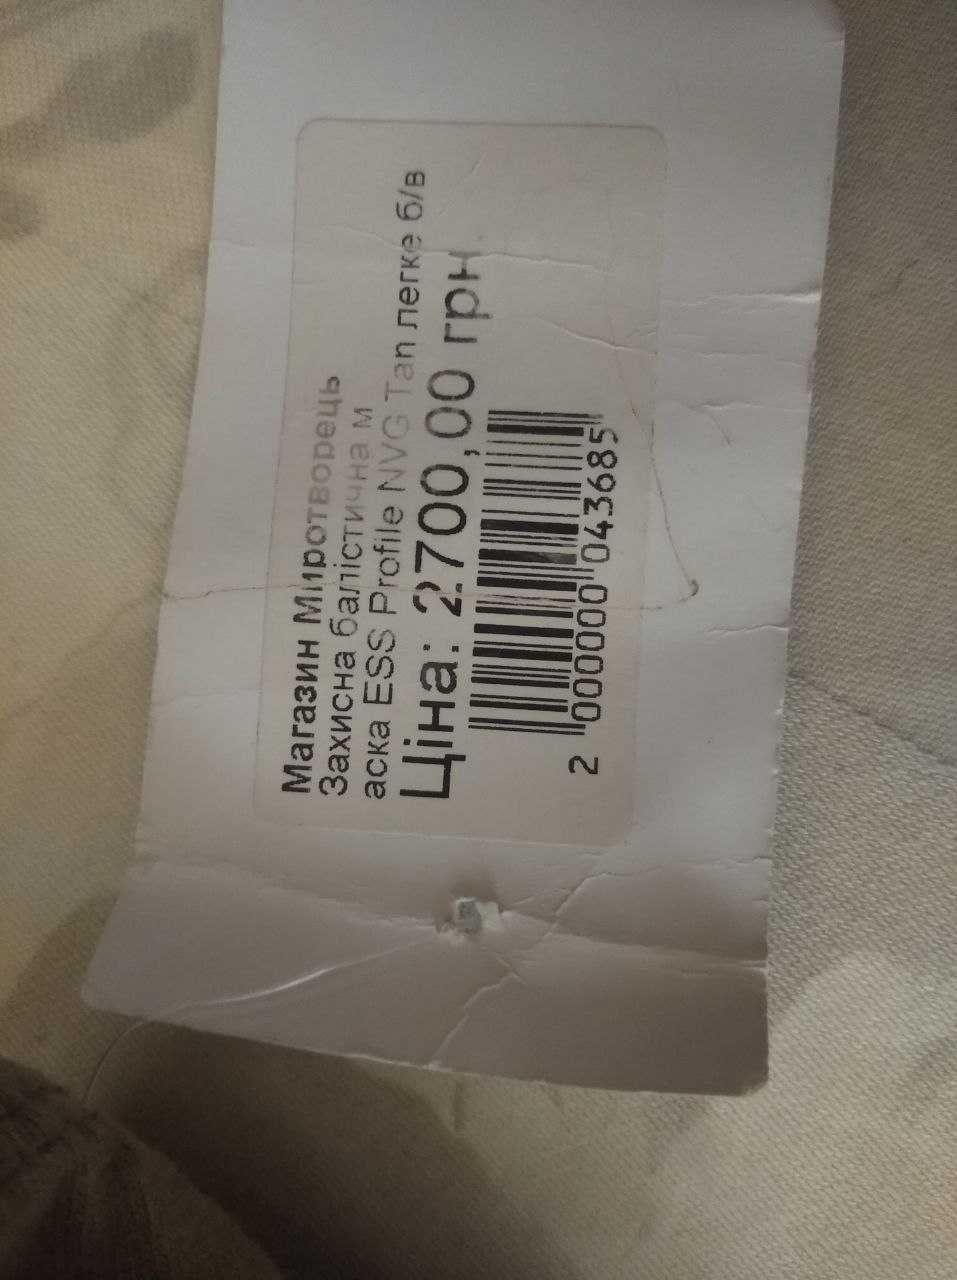 Магазин Миротворець
Захисна балістична м
аска ESS Profile NVG Tan легке б/в
Ціна: 2700,00 грн.
2 000000 043685